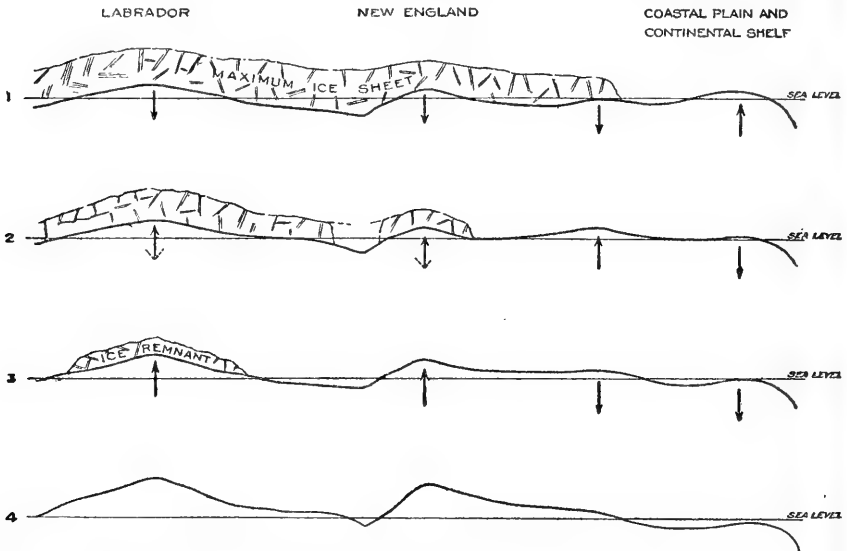 LABRADOR
NEW ENGLAND
COASTAL PLAIN AND
CONTINENTAL SHELF
MAXIMUM ICE SHEET
1
SEA LEVEL
2
SEA LEVEL
ICE REMNANT
3
SEA LEVEL
4
SEA LEVEL